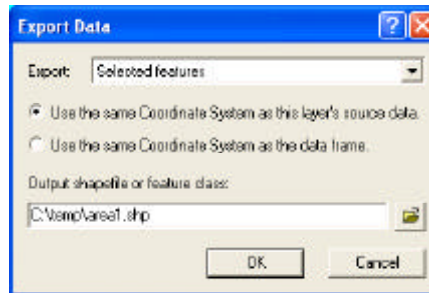 Export Data
Export: Selected features
Use the same Coordinate System as this layer's source data.
Use the same Coordinate System as the data frame.
Output shapefile or feature class:
C:\temp\area1.shp
OK Cancel